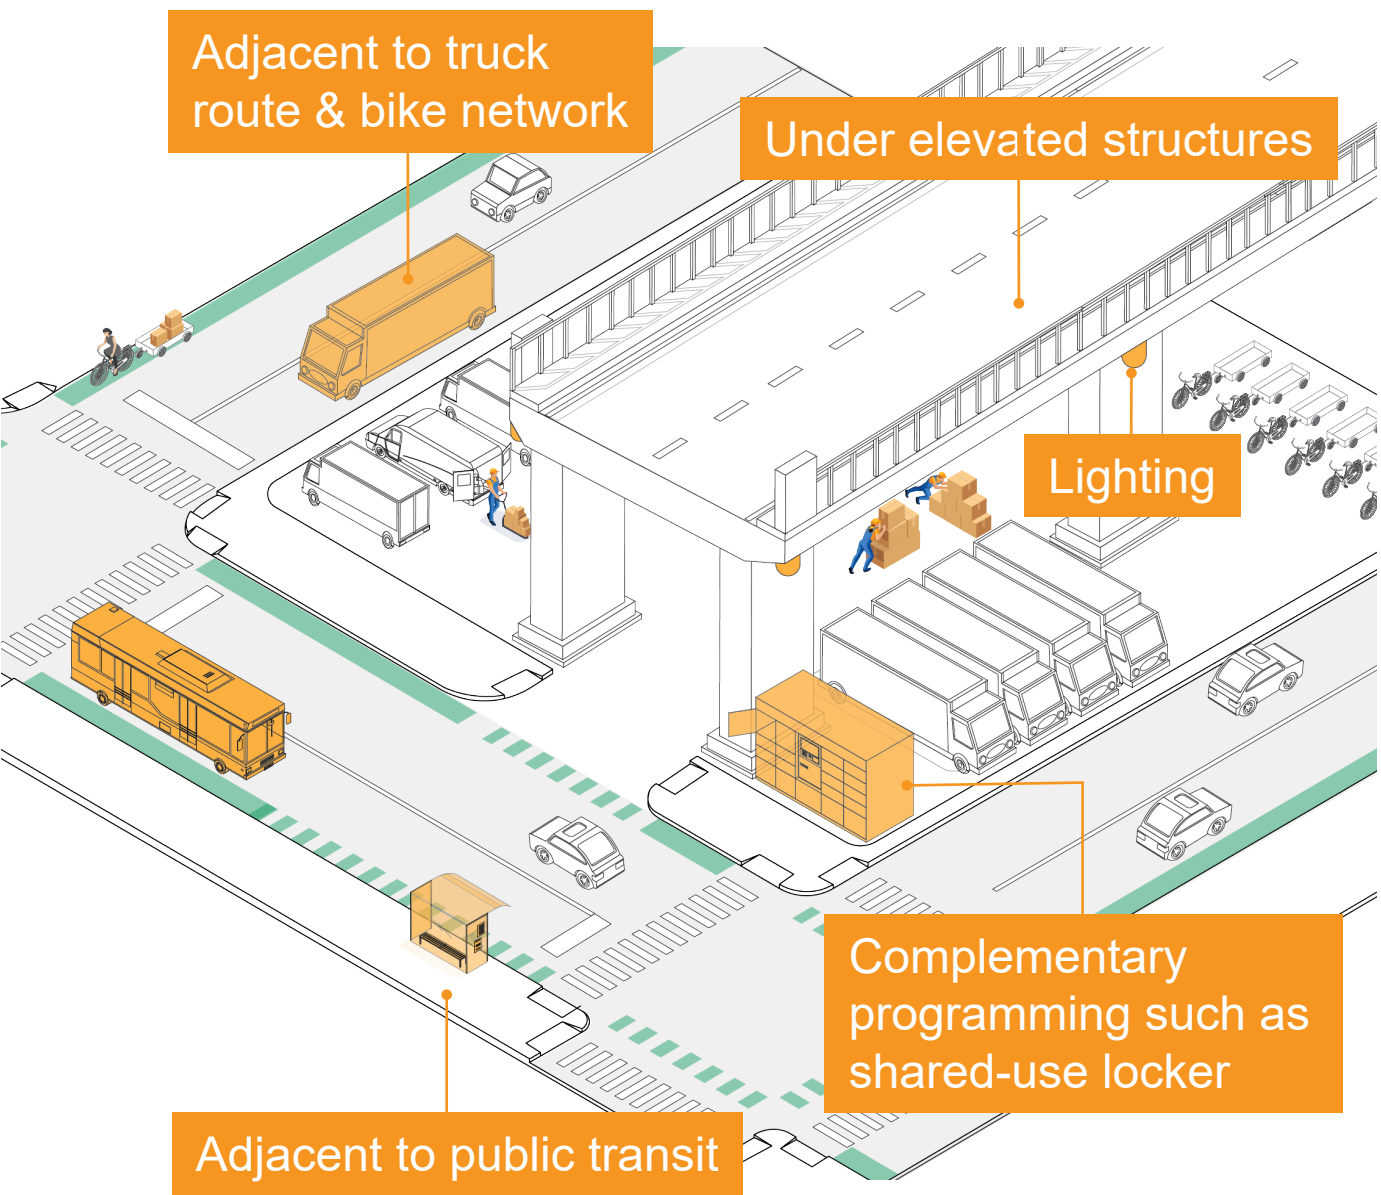 Adjacent to truck
route & bike network
Under elevated structures
Lighting
Complementary
programming such as
shared-use locker
Adjacent to public transit